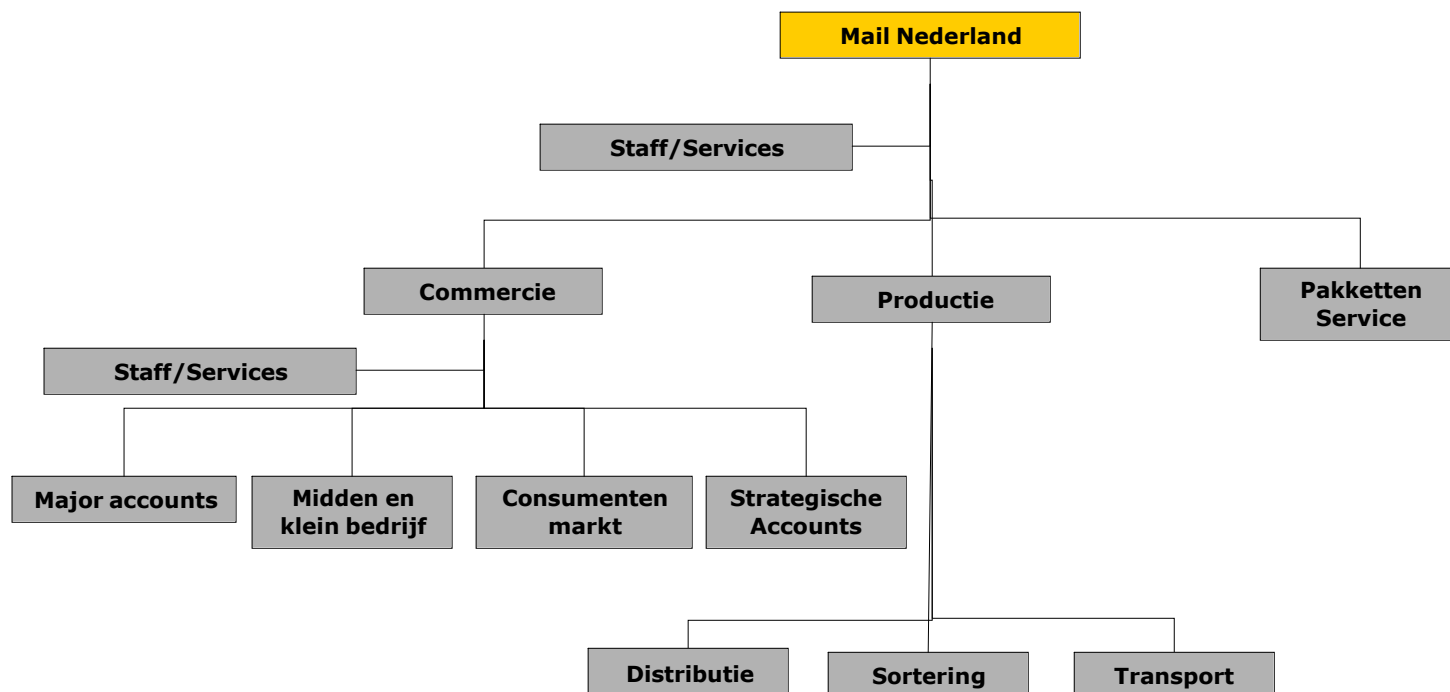 Mail Nederland
Staff/Services
Commercie
Productie
Pakketten
Service
Staff/Services
Major accounts
Midden en
klein bedrijf
Consumenten
markt
Strategische
Accounts
Distributie
Sortering
Transport